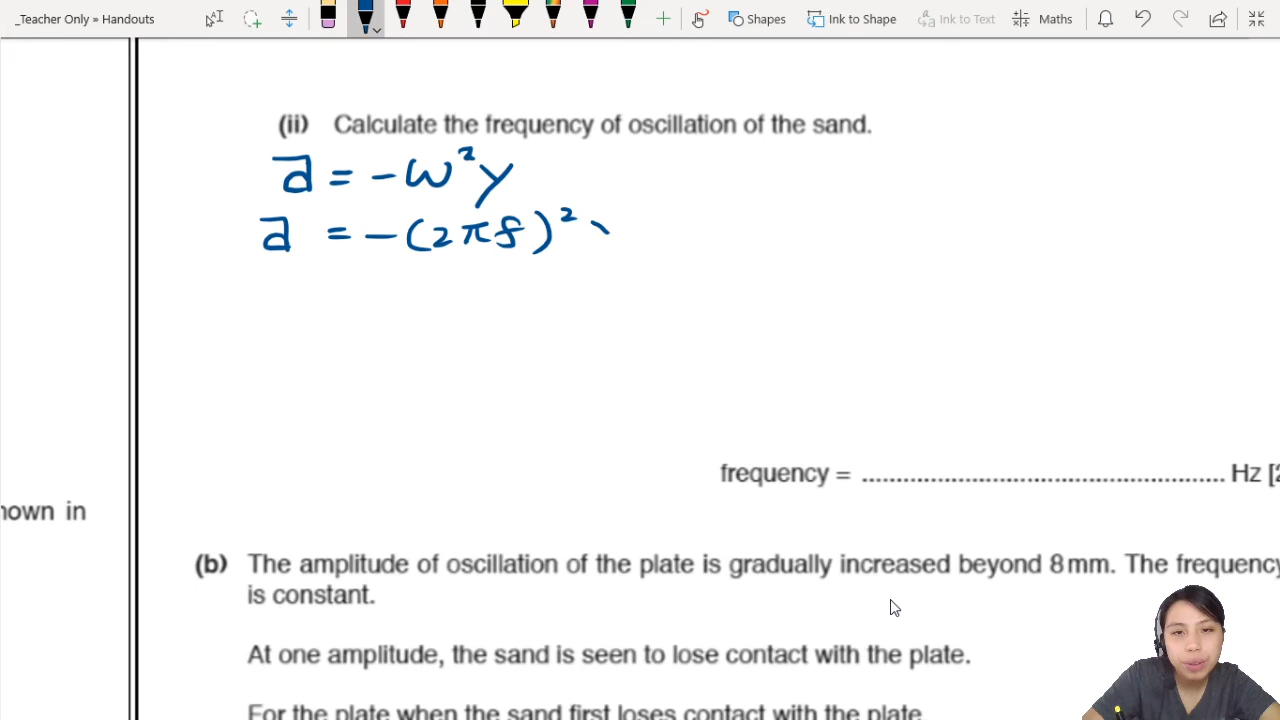 _Teacher Only » Handouts
Shapes
Ink to Shape
Ink to Text
Maths
(ii) Calculate the frequency of oscillation of the sand.
a = -ω²y
a = -(2πf)²
frequency = .................................................... Hz [2
nown in
(b) The amplitude of oscillation of the plate is gradually increased beyond 8 mm. The frequency
is constant.
At one amplitude, the sand is seen to lose contact with the plate.
For the plate when the sand first loses contact with the plate,